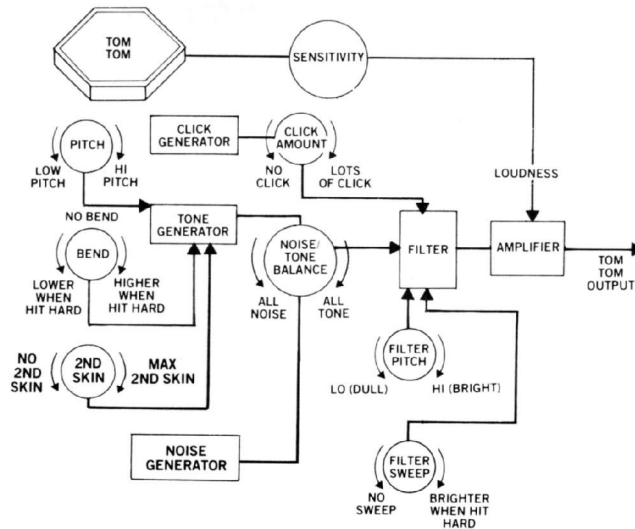 TOM
TOM
SENSITIVITY
CLICK
GENERATOR
CLICK
AMOUNT
NO
CLICK
LOTS
OF CLICK
PITCH
LOW
PITCH
HI
PITCH
LOUDNESS
NO BEND
TONE
GENERATOR
BEND
LOWER
WHEN
HIT HARD
HIGHER
WHEN
HIT HARD
NOISE/
TONE
BALANCE
ALL
NOISE
ALL
TONE
FILTER
AMPLIFIER
TOM
TOM
OUTPUT
NO
2ND
SKIN
2ND
SKIN
MAX
2ND SKIN
FILTER
PITCH
LO (DULL)
HI (BRIGHT)
NOISE
GENERATOR
FILTER
SWEEP
NO
SWEEP
BRIGHTER
WHEN HIT
HARD